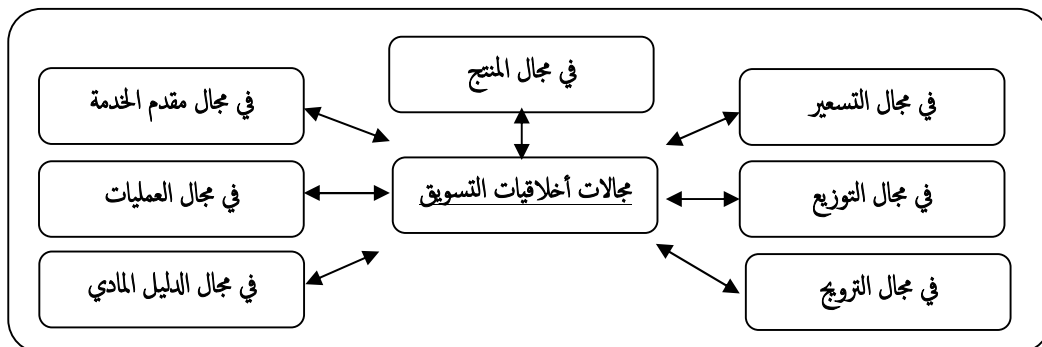 في مجال المنتج
في مجال التسعير
في مجال مقدم الخدمة
مجالات أخلاقيات التسويق
في مجال التوزيع
في مجال العمليات
في مجال الترويج
في مجال الدليل المادي